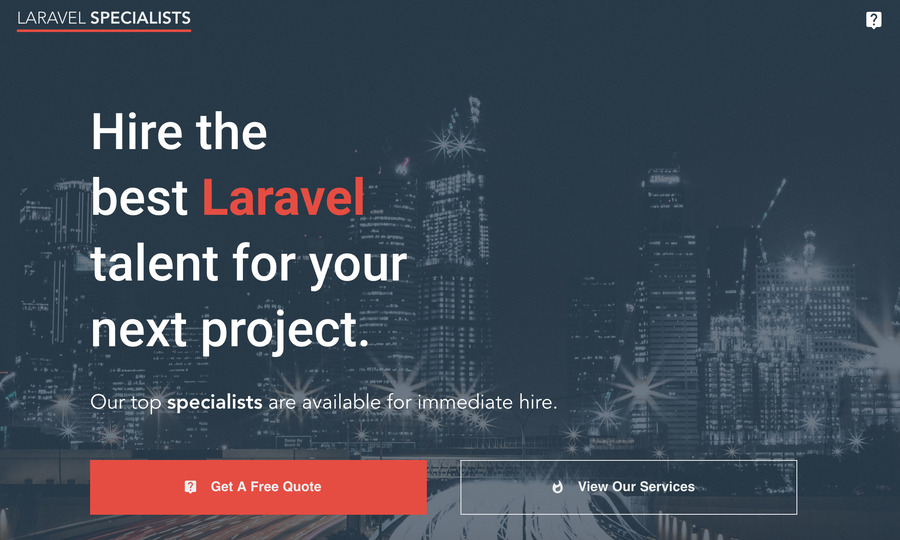 LARAVEL SPECIALISTS
Hire the
best Laravel
talent for your
next project.
Our top specialists are available for immediate hire.
Get A Free Quote
View Our Services